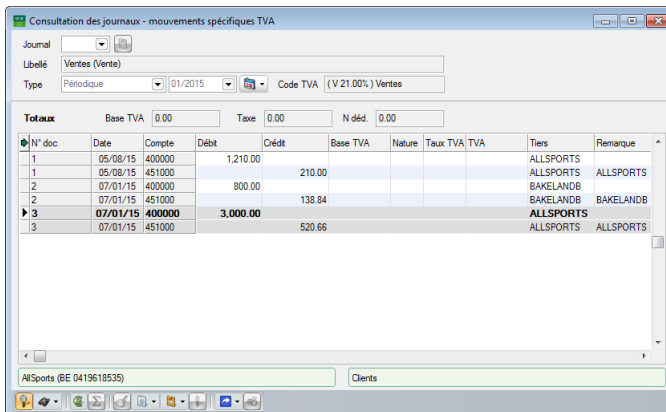 Consultation des journaux - mouvements spécifiques TVA
Journal
Libellé Ventes (Vente)
Type Périodique 01/2015 Code TVA ( V 21.00% ) Ventes
Totaux Base TVA 0.00 Taxe 0.00 N déd. 0.00
N° doc Date Compte Débit Crédit Base TVA Nature Taux TVA TVA Tiers Remarque
1 05/08/15 400000 1,210.00 ALLSPORTS
1 05/08/15 451000 210.00 ALLSPORTS ALLSPORTS
2 07/01/15 400000 800.00 BAKELANDB
2 07/01/15 451000 138.84 BAKELANDB BAKELANDB
3 07/01/15 400000 3,000.00 ALLSPORTS
3 07/01/15 451000 520.66 ALLSPORTS ALLSPORTS
AllSports (BE 0419618535) Clients